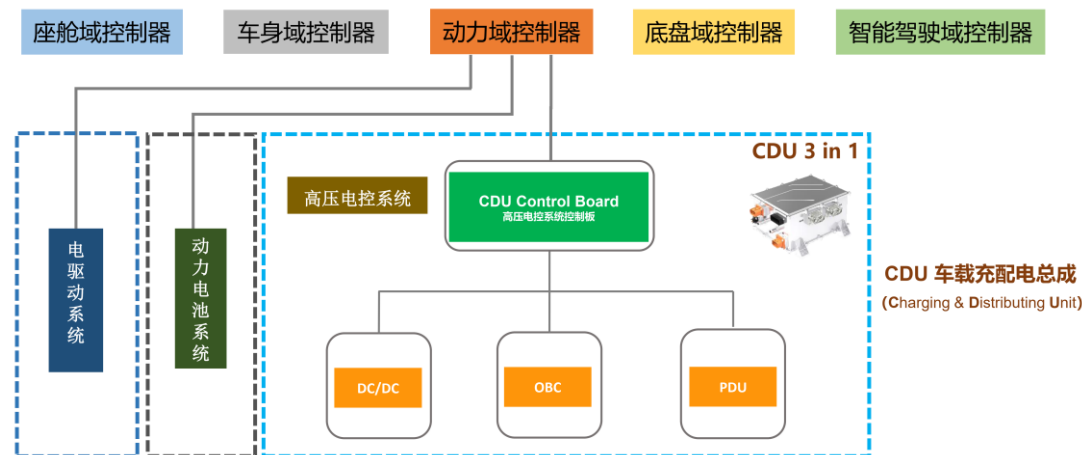 座舱域控制器
车身域控制器
动力域控制器
底盘域控制器
智能驾驶域控制器
CDU 3 in 1
高压电控系统
CDU Control Board
高压电控系统控制板
电驱动系统
动力电池系统
CDU 车载充配电总成
(Charging & Distributing Unit)
DC/DC
OBC
PDU